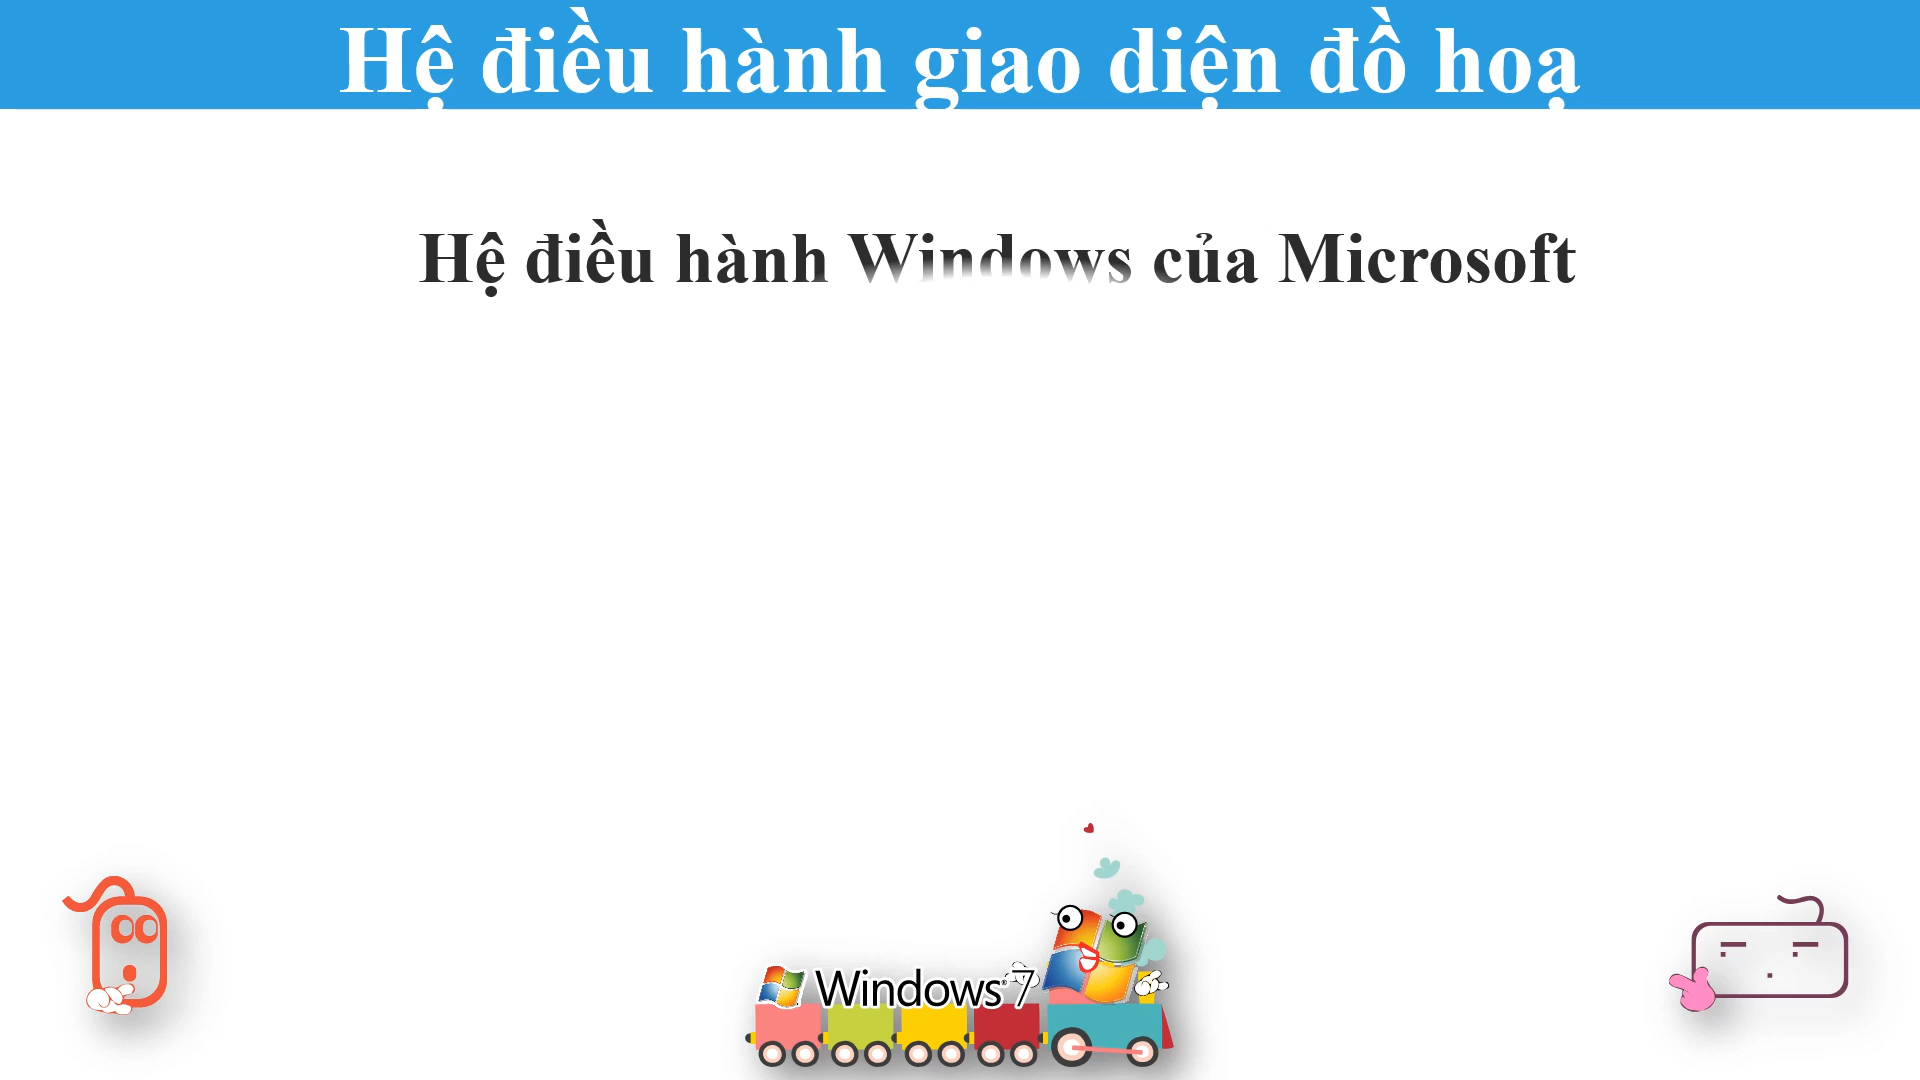 Hệ điều hành giao diện đồ hoạ
Hệ điều hành Windows của Microsoft
Windows® 7